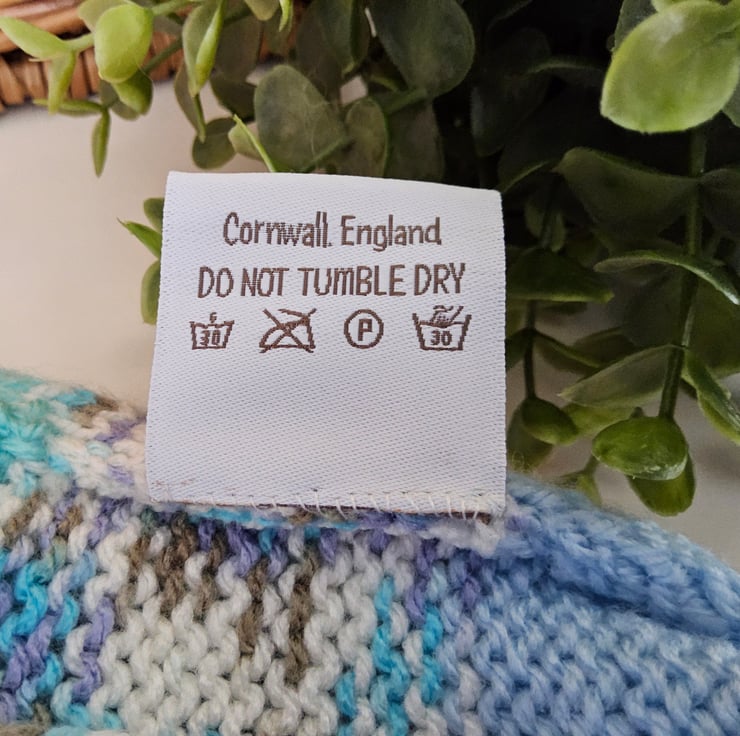 Cornwall. England
DO NOT TUMBLE DRY
30 P 30